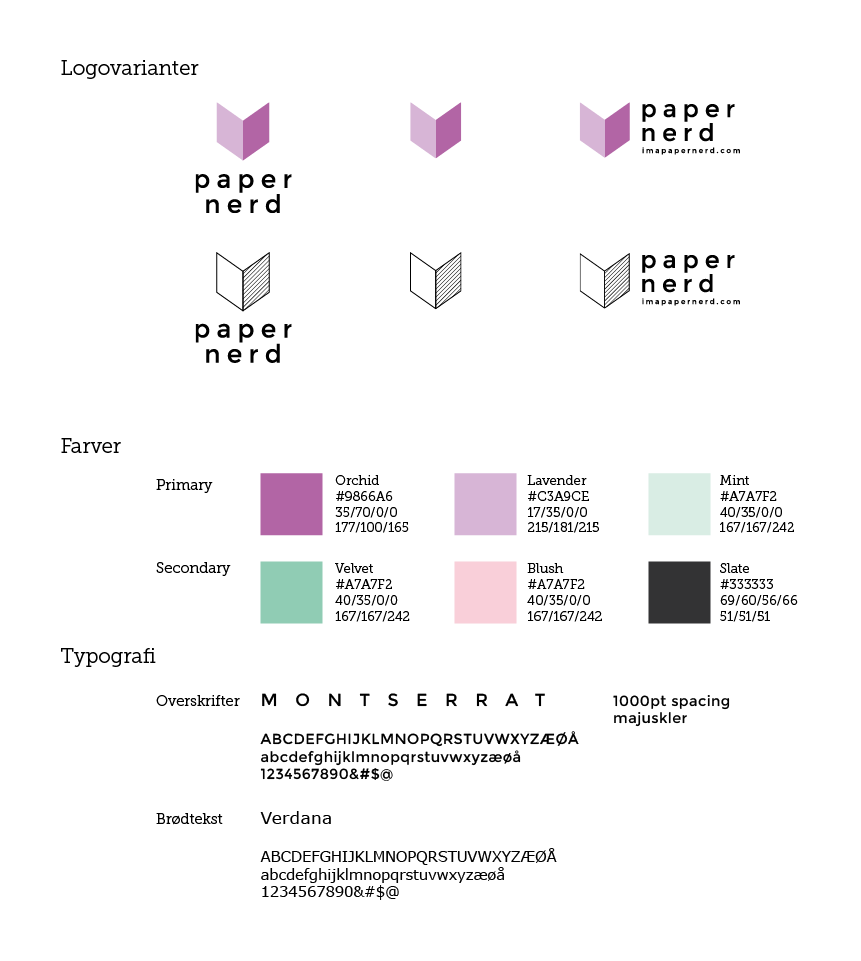 Logovarianter
paper
nerd
paper
nerd
imapapernerd.com
paper
nerd
paper
nerd
imapapernerd.com
Farver
Primary
Orchid
#9866A6
35/70/0/0
177/100/165
Lavender
#C3A9CE
17/35/0/0
215/181/215
Mint
#A7A7F2
40/35/0/0
167/167/242
Secondary
Velvet
#A7A7F2
40/35/0/0
167/167/242
Blush
#A7A7F2
40/35/0/0
167/167/242
Slate
#333333
69/60/56/66
51/51/51
Typografi
Overskrifter
MONTSERRAT
1000pt spacing
majuskler
ABCDEFGHIJKLMNOPQRSTUVWXYZÆØÅ
abcdefghijklmnopqrstuvwxyzæøå
1234567890&#$@
Brødtekst
Verdana
ABCDEFGHIJKLMNOPQRSTUVWXYZÆØÅ
abcdefghijklmnopqrstuvwxyzæøå
1234567890&#$@